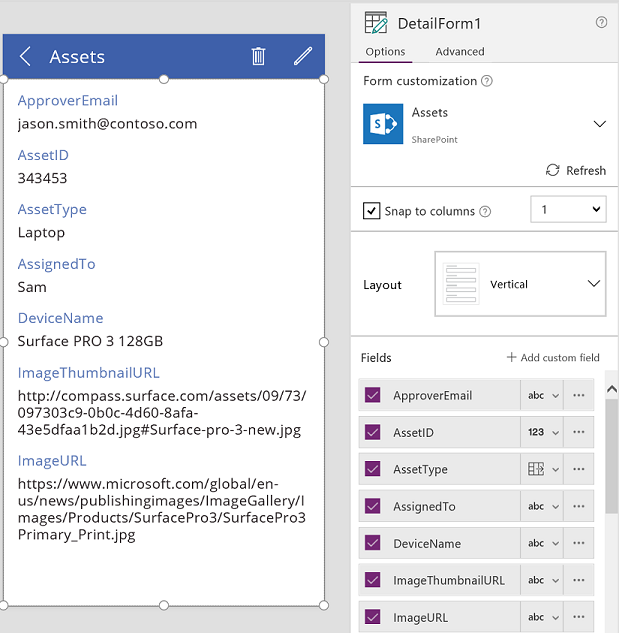 Assets
ApproverEmail
jason.smith@contoso.com
AssetID
343453
AssetType
Laptop
AssignedTo
Sam
DeviceName
Surface PRO 3 128GB
ImageThumbnailURL
http://compass.surface.com/assets/09/73/
097303c9-0b0c-4d60-8afa-
43e5dfaa1b2d.jpg#Surface-pro-3-new.jpg
ImageURL
https://www.microsoft.com/global/en-
us/news/publishingimages/ImageGallery/I
mages/Products/SurfacePro3/SurfacePro3
Primary_Print.jpg
DetailForm1 ?
Options Advanced
Form customization ?
S Assets
SharePoint
Refresh
Snap to columns ? 1
Layout Vertical
Fields + Add custom field
ApproverEmail abc ...
AssetID 123 ...
AssetType ...
AssignedTo abc ...
DeviceName abc ...
ImageThumbnailURL abc ...
ImageURL abc ...